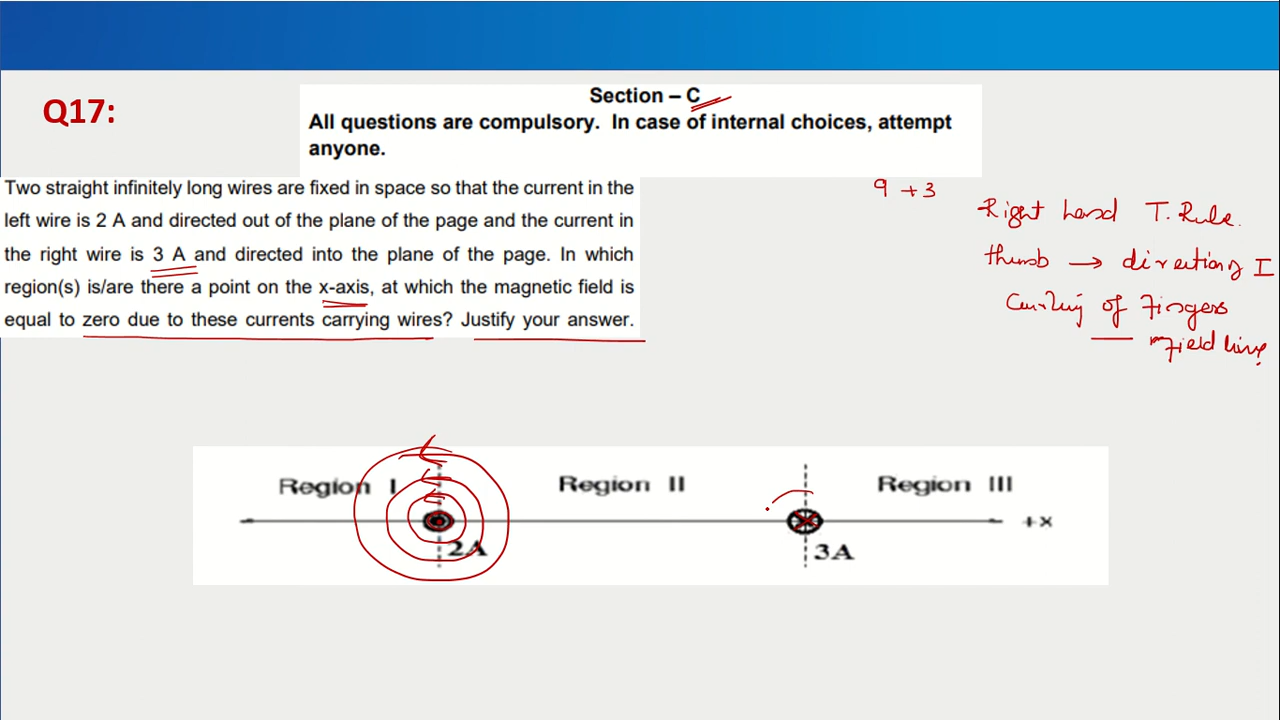 Q17:
Section – C
All questions are compulsory. In case of internal choices, attempt
anyone.
Two straight infinitely long wires are fixed in space so that the current in the
left wire is 2 A and directed out of the plane of the page and the current in
the right wire is 3 A and directed into the plane of the page. In which
region(s) is/are there a point on the x-axis, at which the magnetic field is
equal to zero due to these currents carrying wires? Justify your answer.
9 + 3
Right hand T. Rule.
thumb → direction of I
Curling of Fingers
— field line
Region I
Region II
Region III
+x
2A
3A